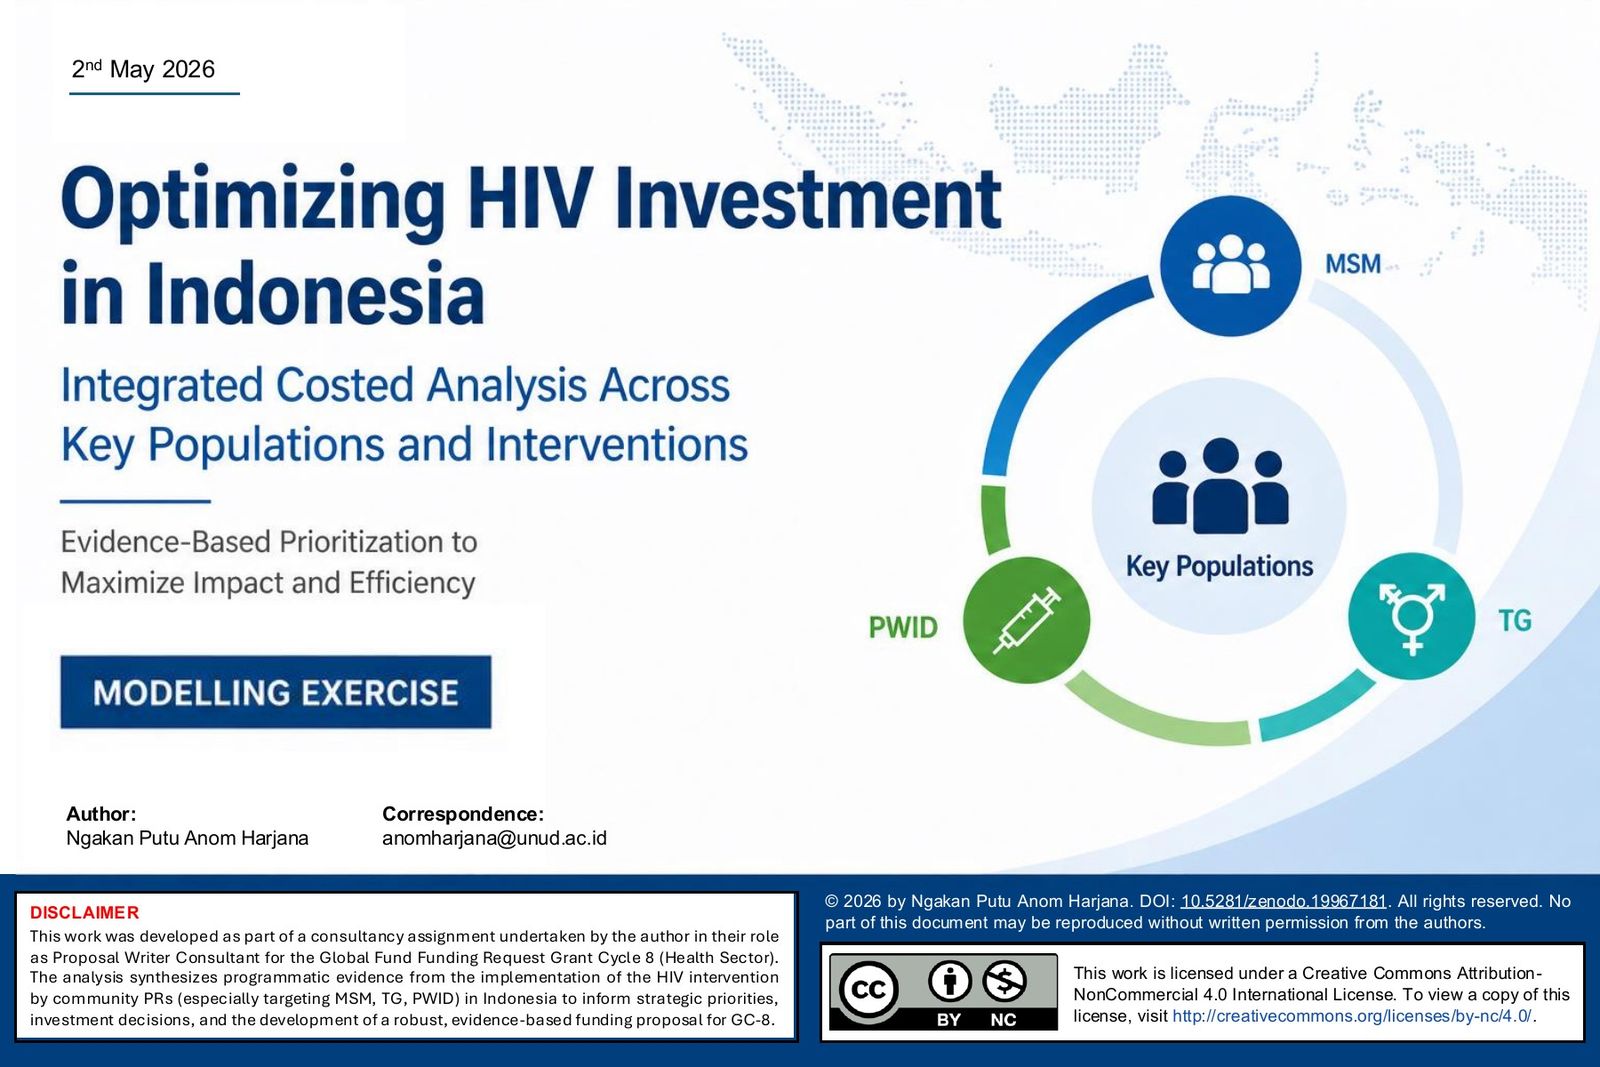 2nd May 2026
Optimizing HIV Investment
in Indonesia
Integrated Costed Analysis Across
Key Populations and Interventions
Evidence-Based Prioritization to
Maximize Impact and Efficiency
MODELLING EXERCISE
MSM
Key Populations
PWID
TG
Author:
Ngakan Putu Anom Harjana
Correspondence:
anomharjana@unud.ac.id
DISCLAIMER
This work was developed as part of a consultancy assignment undertaken by the author in their role
as Proposal Writer Consultant for the Global Fund Funding Request Grant Cycle 8 (Health Sector).
The analysis synthesizes programmatic evidence from the implementation of the HIV intervention
by community PRs (especially targeting MSM, TG, PWID) in Indonesia to inform strategic priorities,
investment decisions, and the development of a robust, evidence-based funding proposal for GC-8.
© 2026 by Ngakan Putu Anom Harjana. DOI: 10.5281/zenodo.19967181. All rights reserved. No
part of this document may be reproduced without written permission from the authors.
cc
BY NC
This work is licensed under a Creative Commons Attribution-
NonCommercial 4.0 International License. To view a copy of this
license, visit http://creativecommons.org/licenses/by-nc/4.0/.